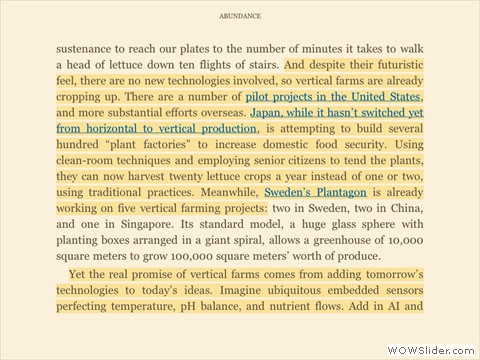 ABUNDANCE
sustenance to reach our plates to the number of minutes it takes to walk
a head of lettuce down ten flights of stairs. And despite their futuristic
feel, there are no new technologies involved, so vertical farms are already
cropping up. There are a number of pilot projects in the United States,
and more substantial efforts overseas. Japan, while it hasn't switched yet
from horizontal to vertical production, is attempting to build several
hundred “plant factories” to increase domestic food security. Using
clean-room techniques and employing senior citizens to tend the plants,
they can now harvest twenty lettuce crops a year instead of one or two,
using traditional practices. Meanwhile, Sweden's Plantagon is already
working on five vertical farming projects: two in Sweden, two in China,
and one in Singapore. Its standard model, a huge glass sphere with
planting boxes arranged in a giant spiral, allows a greenhouse of 10,000
square meters to grow 100,000 square meters' worth of produce.
Yet the real promise of vertical farms comes from adding tomorrow's
technologies to today's ideas. Imagine ubiquitous embedded sensors
perfecting temperature, pH balance, and nutrient flows. Add in AI and
WOWSlider.com